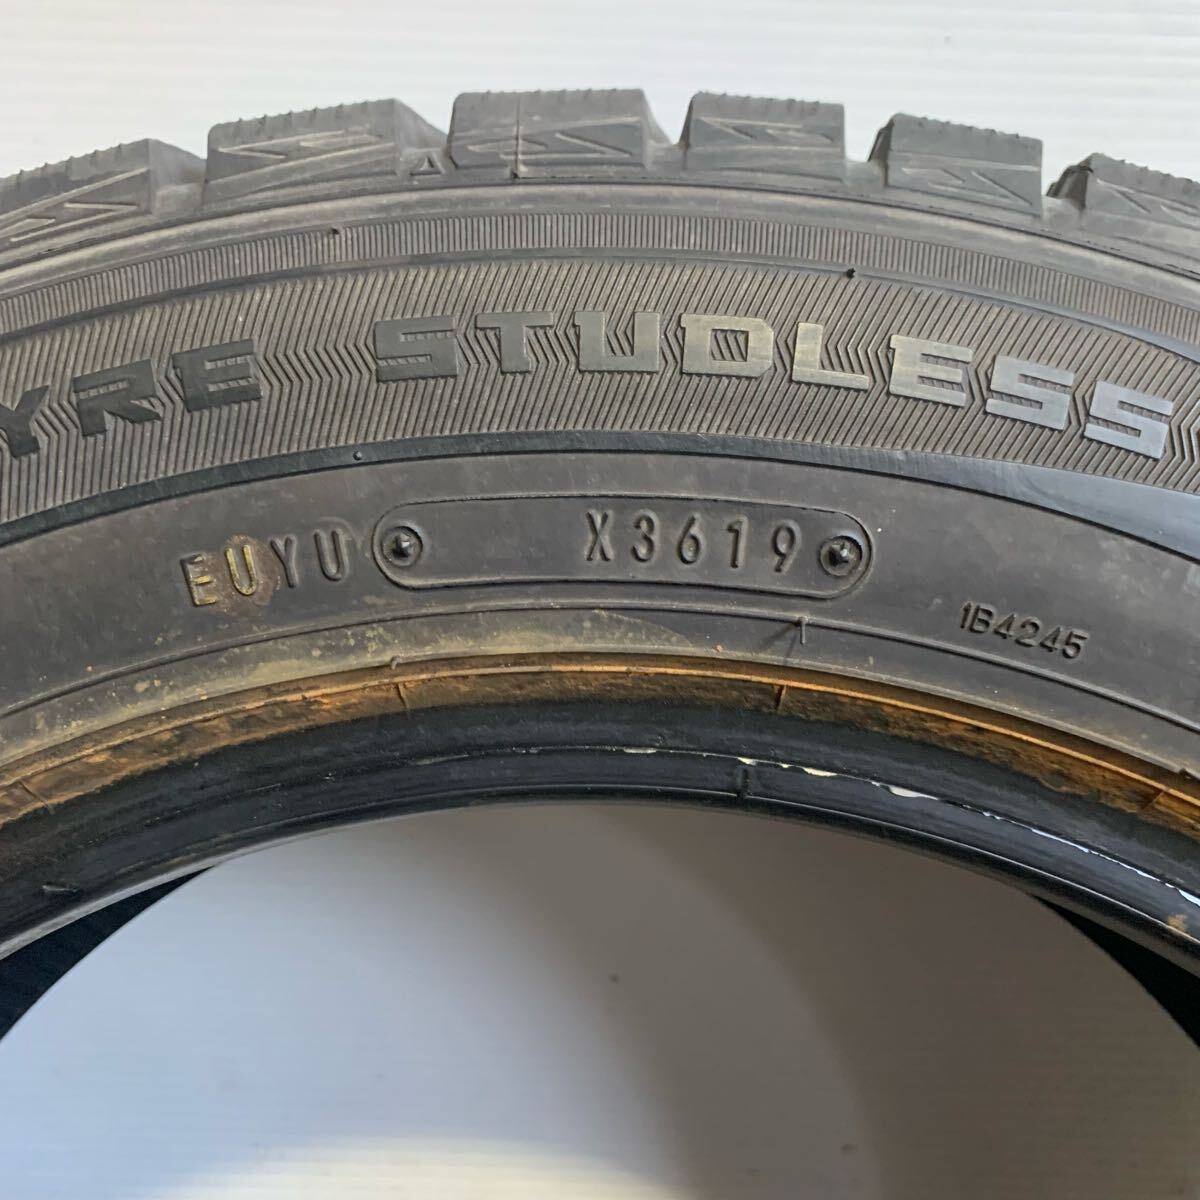 YRE STUDLESS
EUYU X3619
1B4245